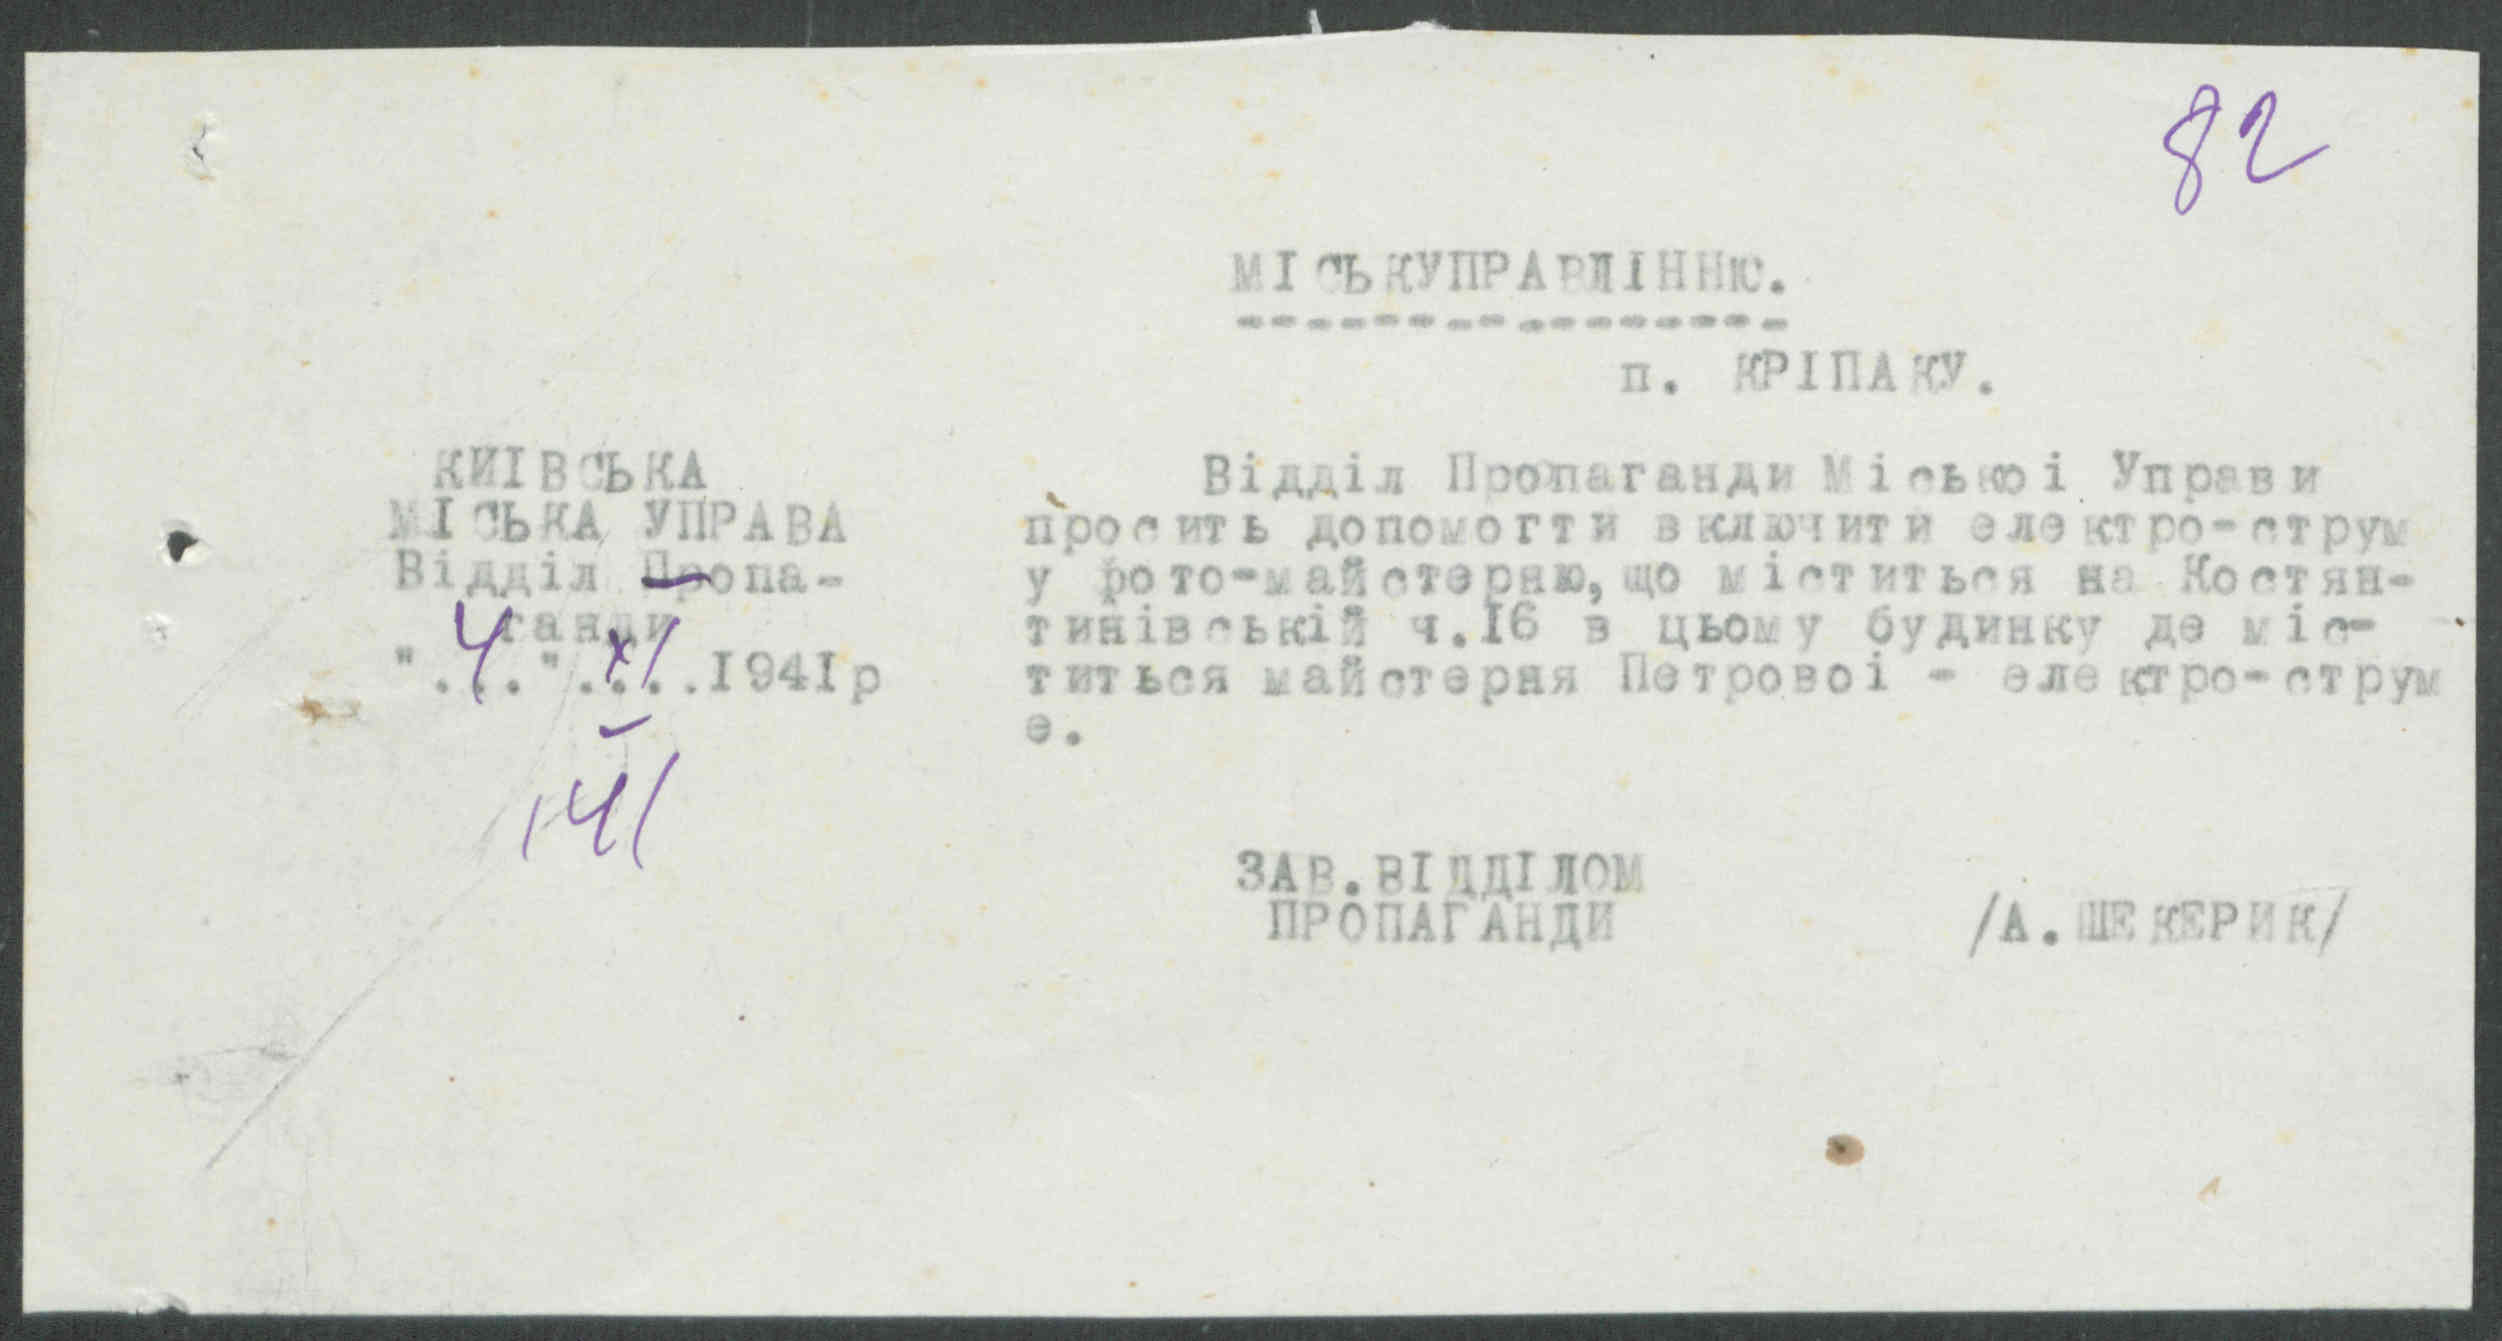 82
МІСЬКУПРАВЛІННЮ.
----------------
п. КРІПАКУ.
КИІВСЬКА
МІСЬКА УПРАВА
Відділ Пропа-
ганди
".4.".XI..1941р
141
Відділ Пропаганди Міської Управи
просить допомогти включити електро-струм
у фото-майстерню, що міститься на Костян-
тинівській ч.16 в цьому будинку де міс-
титься майстерня Петрової - електро-струм
е.
ЗАВ.ВІДДІЛОМ
ПРОПАГАНДИ
/А.ШЕКЕРИК/